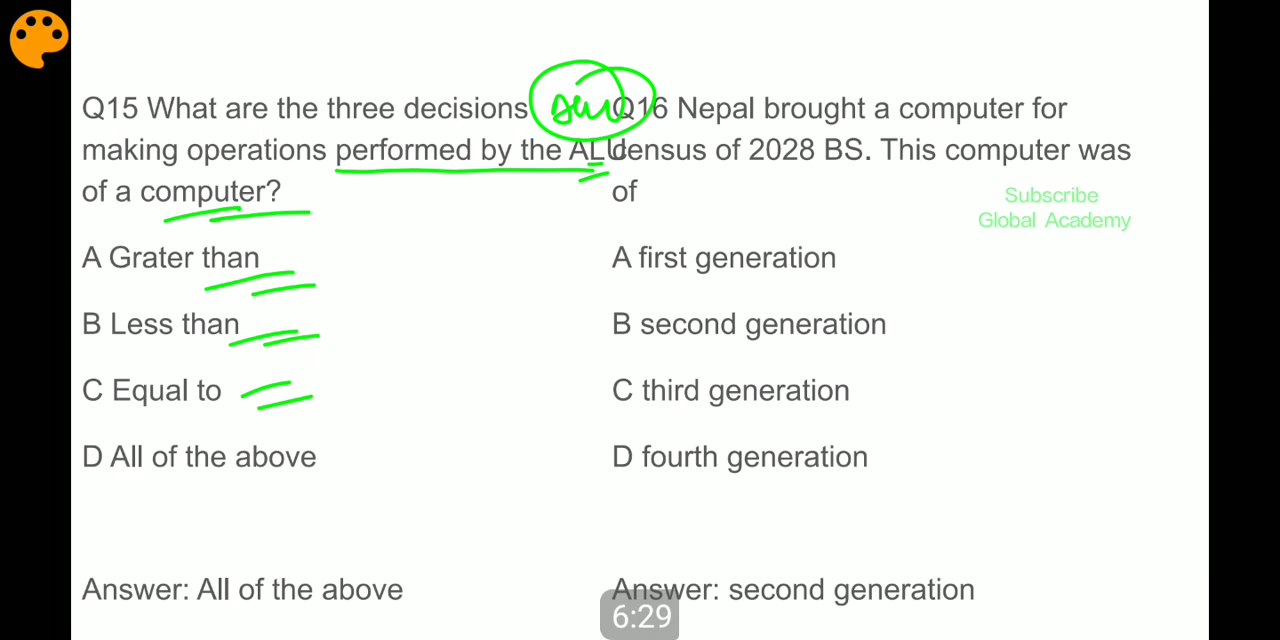 Q15 What are the three decisions
making operations performed by the ALU
of a computer?
A Grater than
B Less than
C Equal to
D All of the above
Answer: All of the above
Q16 Nepal brought a computer for
census of 2028 BS. This computer was
of
Subscribe
Global Academy
A first generation
B second generation
C third generation
D fourth generation
Answer: second generation
6:29